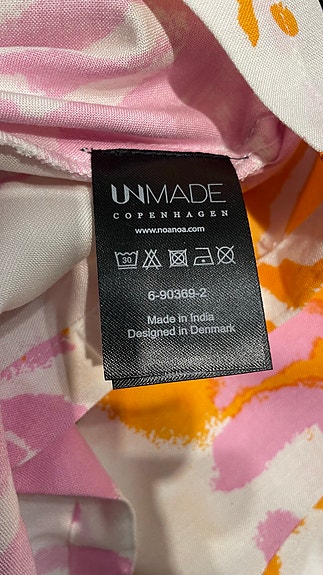 UNMADE
COPENHAGEN
www.noanoa.com
30
6-90369-2
Made in India
Designed in Denmark